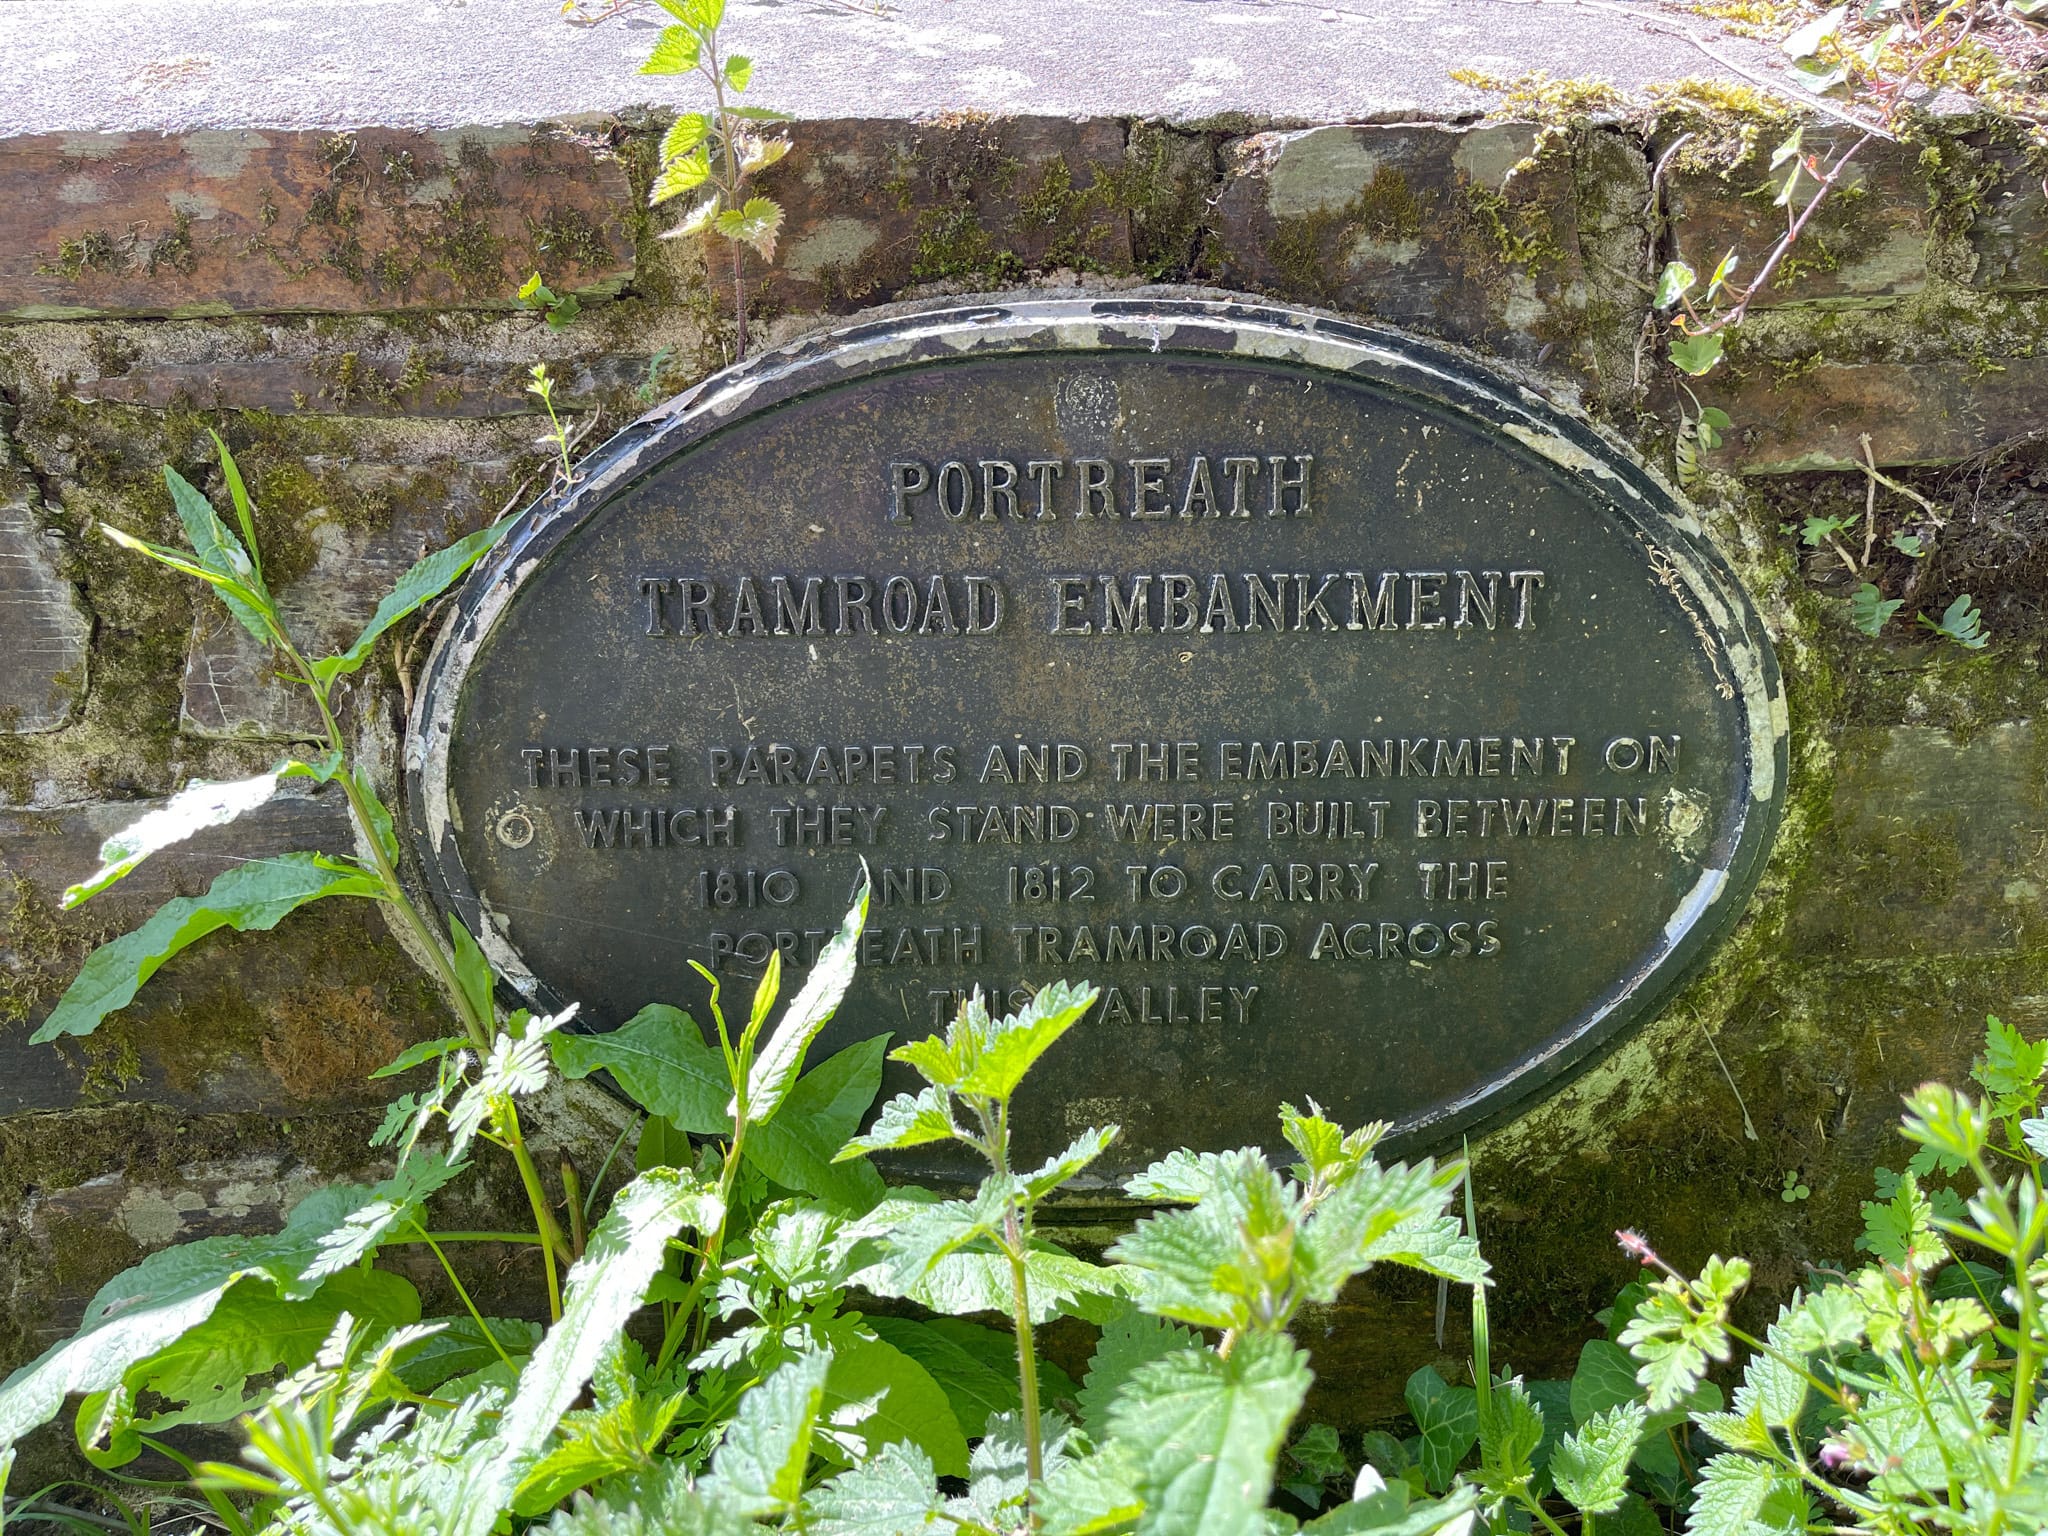 PORTREATH
TRAMROAD EMBANKMENT
THESE PARAPETS AND THE EMBANKMENT ON
WHICH THEY STAND WERE BUILT BETWEEN
1810 AND 1812 TO CARRY THE
PORTREATH TRAMROAD ACROSS
THIS VALLEY